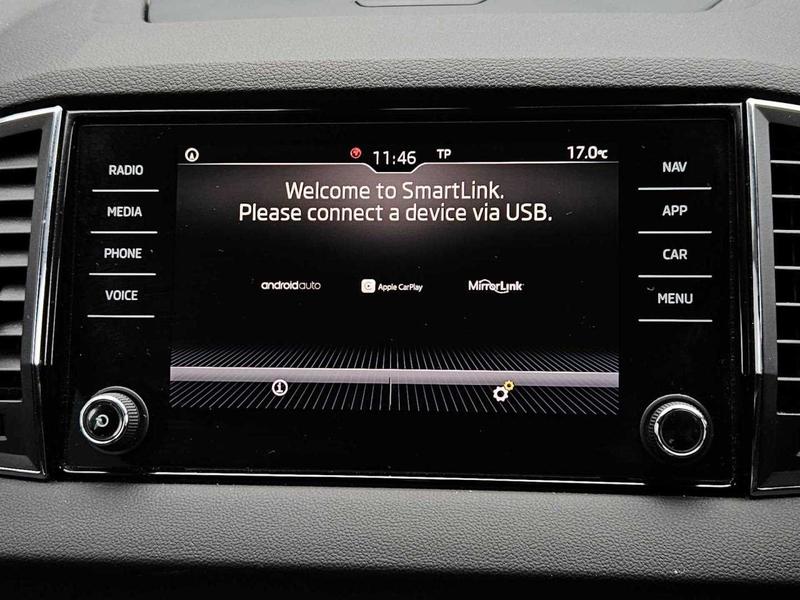 11:46 TP 17.0°C
RADIO
MEDIA
PHONE
VOICE
Welcome to SmartLink.
Please connect a device via USB.
androidauto Apple CarPlay MirrorLink
NAV
APP
CAR
MENU